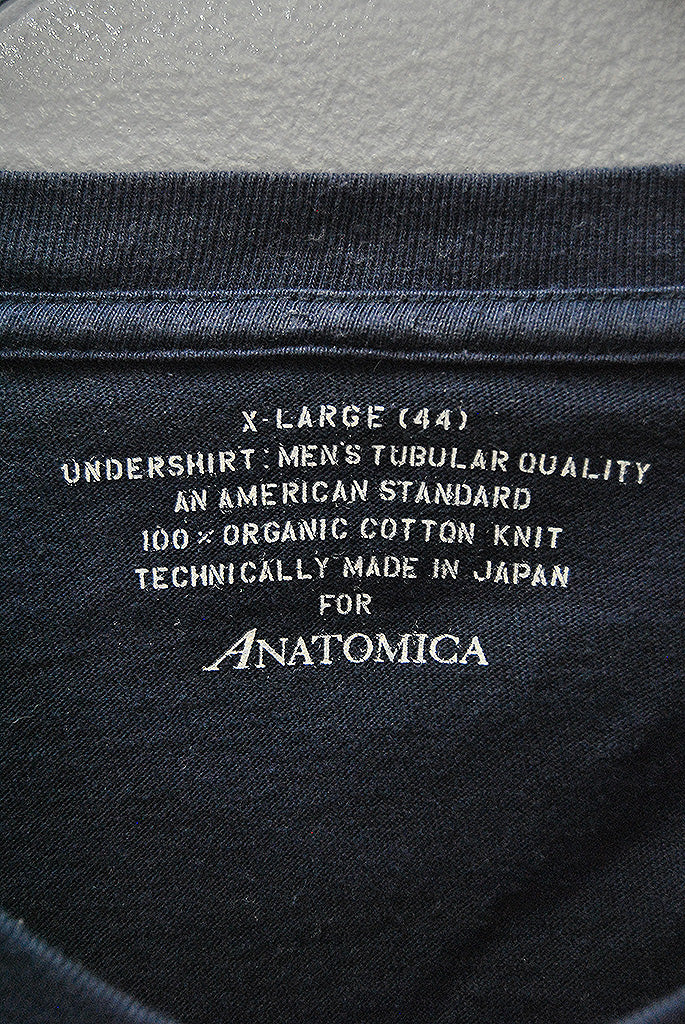 X-LARGE (44)
UNDERSHIRT: MEN'S TUBULAR QUALITY
AN AMERICAN STANDARD
100% ORGANIC COTTON KNIT
TECHNICALLY MADE IN JAPAN
FOR
ANATOMICA